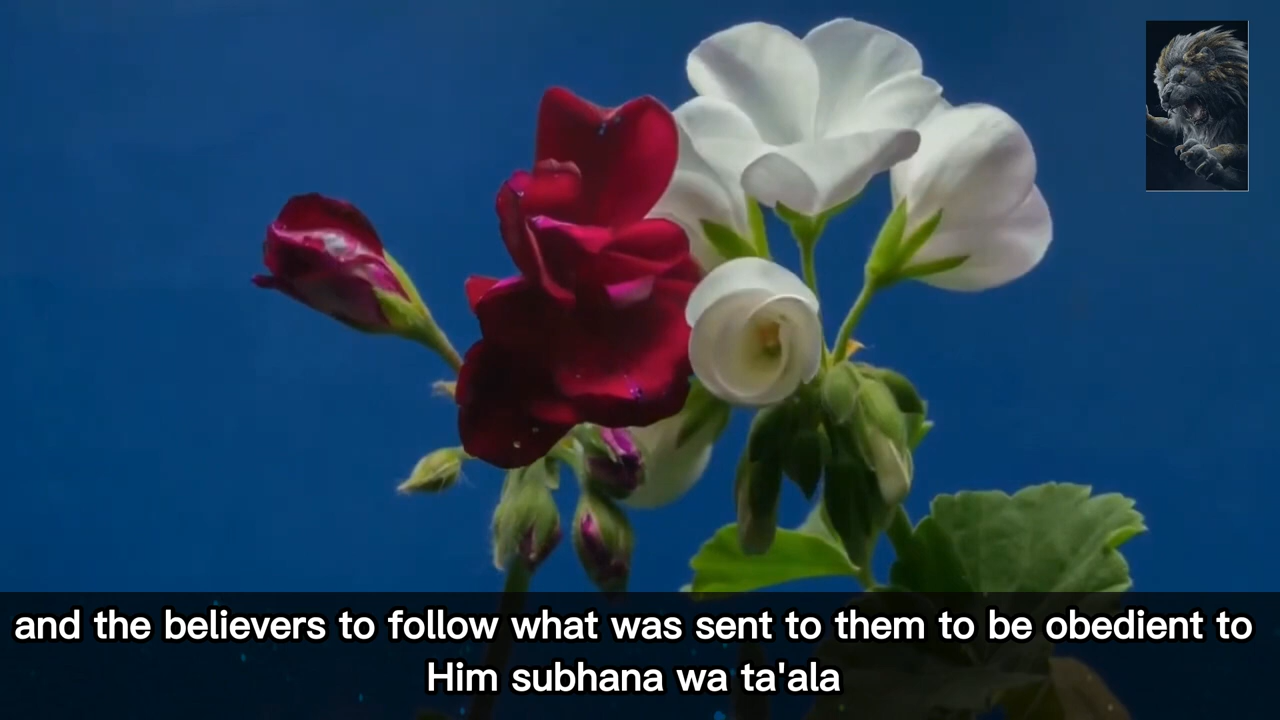 and the believers to follow what was sent to them to be obedient to
Him subhana wa ta'ala